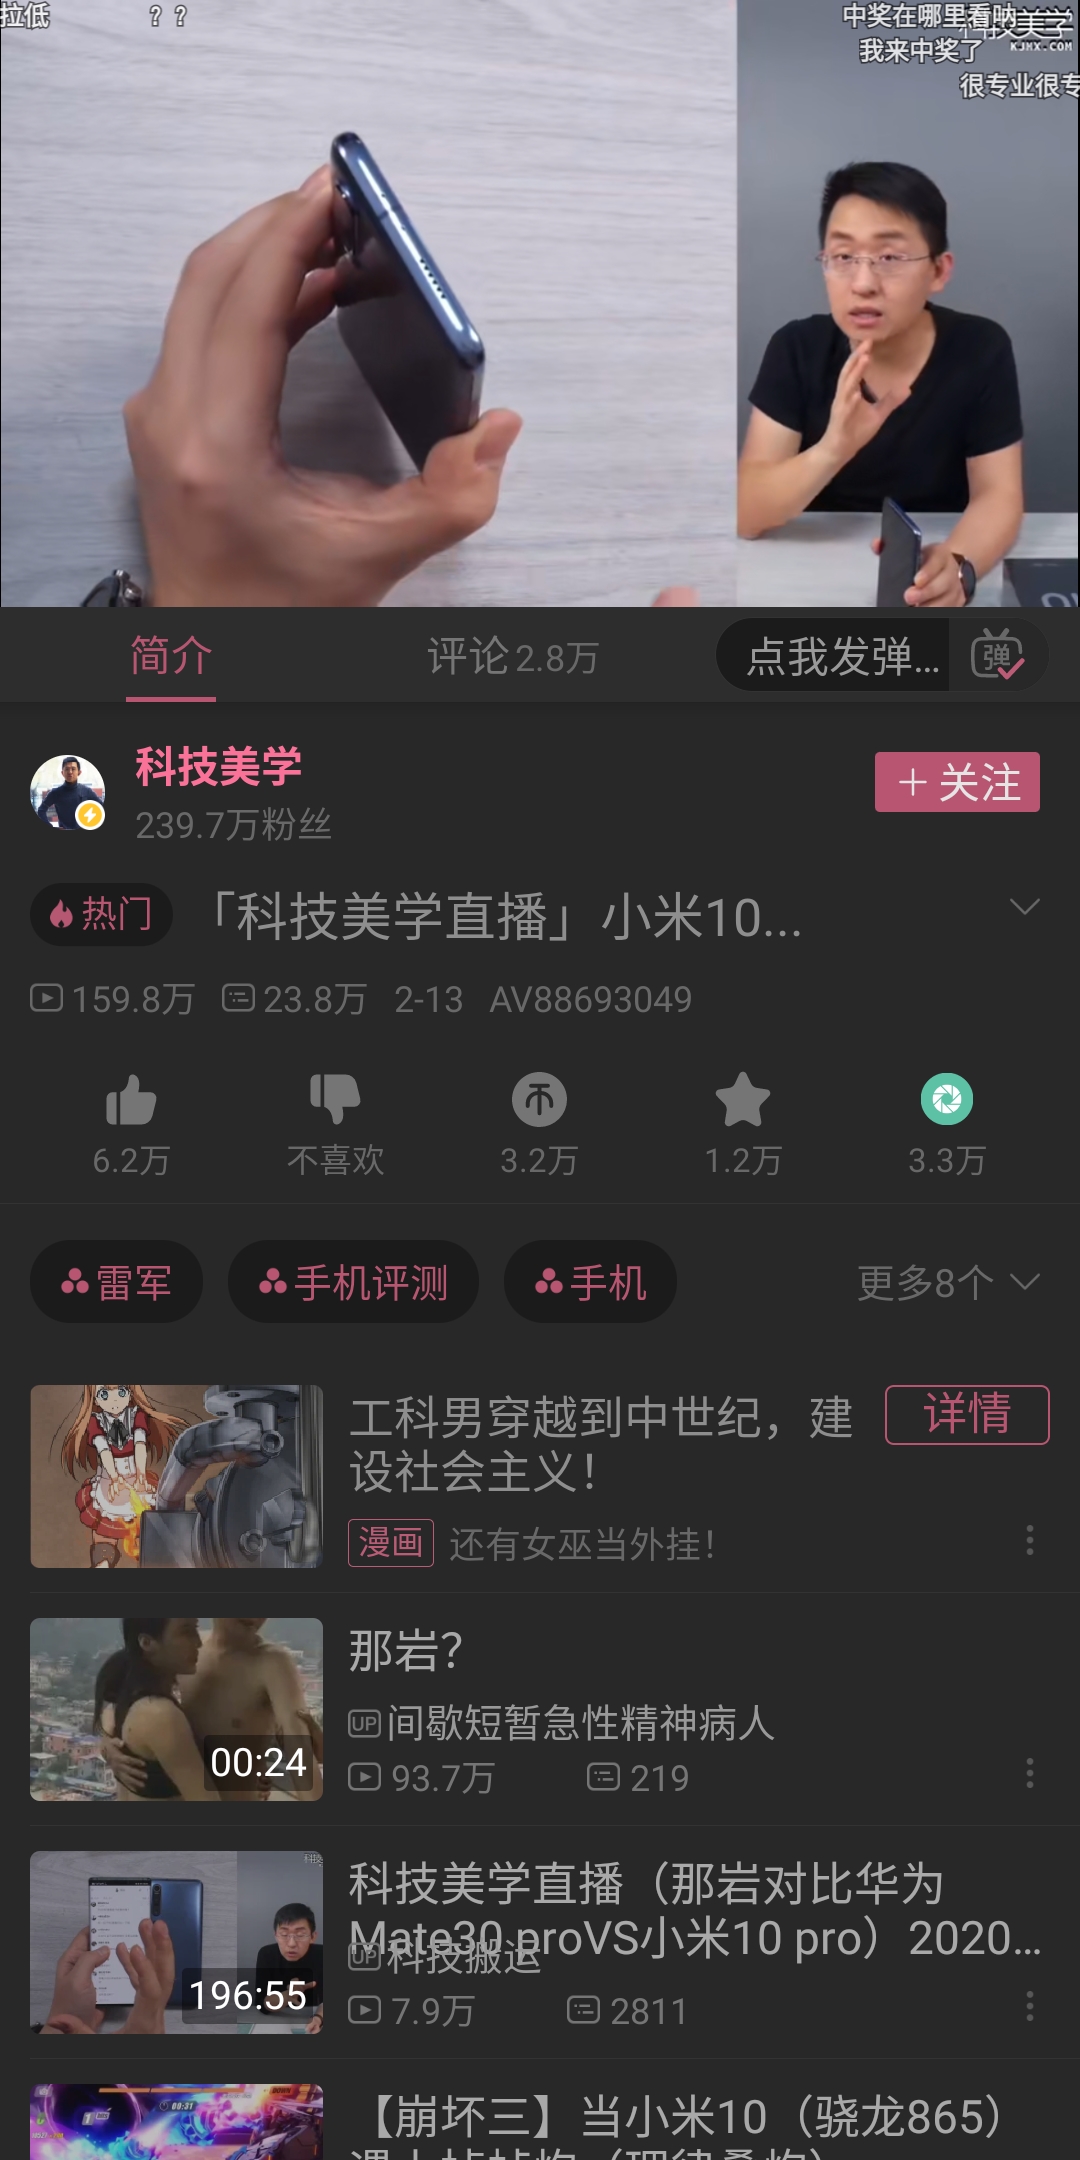 拉低
？？
中奖在哪里看呐
科技美学
KJMX.COM
我来中奖了
很专业很专
简介
评论2.8万
点我发弹...
弹
科技美学
239.7万粉丝
＋关注
热门
「科技美学直播」小米10...
159.8万
23.8万
2-13
AV88693049
6.2万
不喜欢
3.2万
1.2万
3.3万
雷军
手机评测
手机
更多8个
工科男穿越到中世纪，建
设社会主义！
详情
漫画
还有女巫当外挂！
那岩？
UP 间歇短暂急性精神病人
00:24
93.7万
219
科技美学直播（那岩对比华为
Mate30 proVS小米10 pro）2020...
UP 科技搬运
196:55
7.9万
2811
【崩坏三】当小米10（骁龙865）
00:31